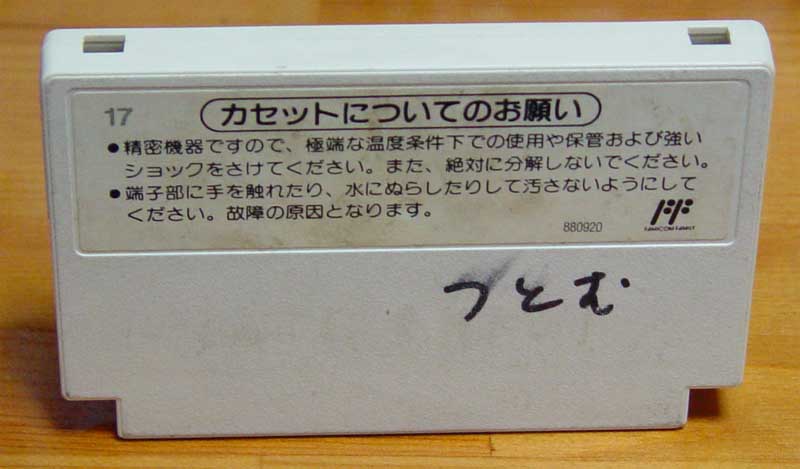 17
カセットについてのお願い
●精密機器ですので、極端な温度条件下での使用や保管および強い
ショックをさけてください。また、絶対に分解しないでください。
●端子部に手を触れたり、水にぬらしたりして汚さないようにして
ください。故障の原因となります。
880920
FAMICOM FAMILY
つとむ